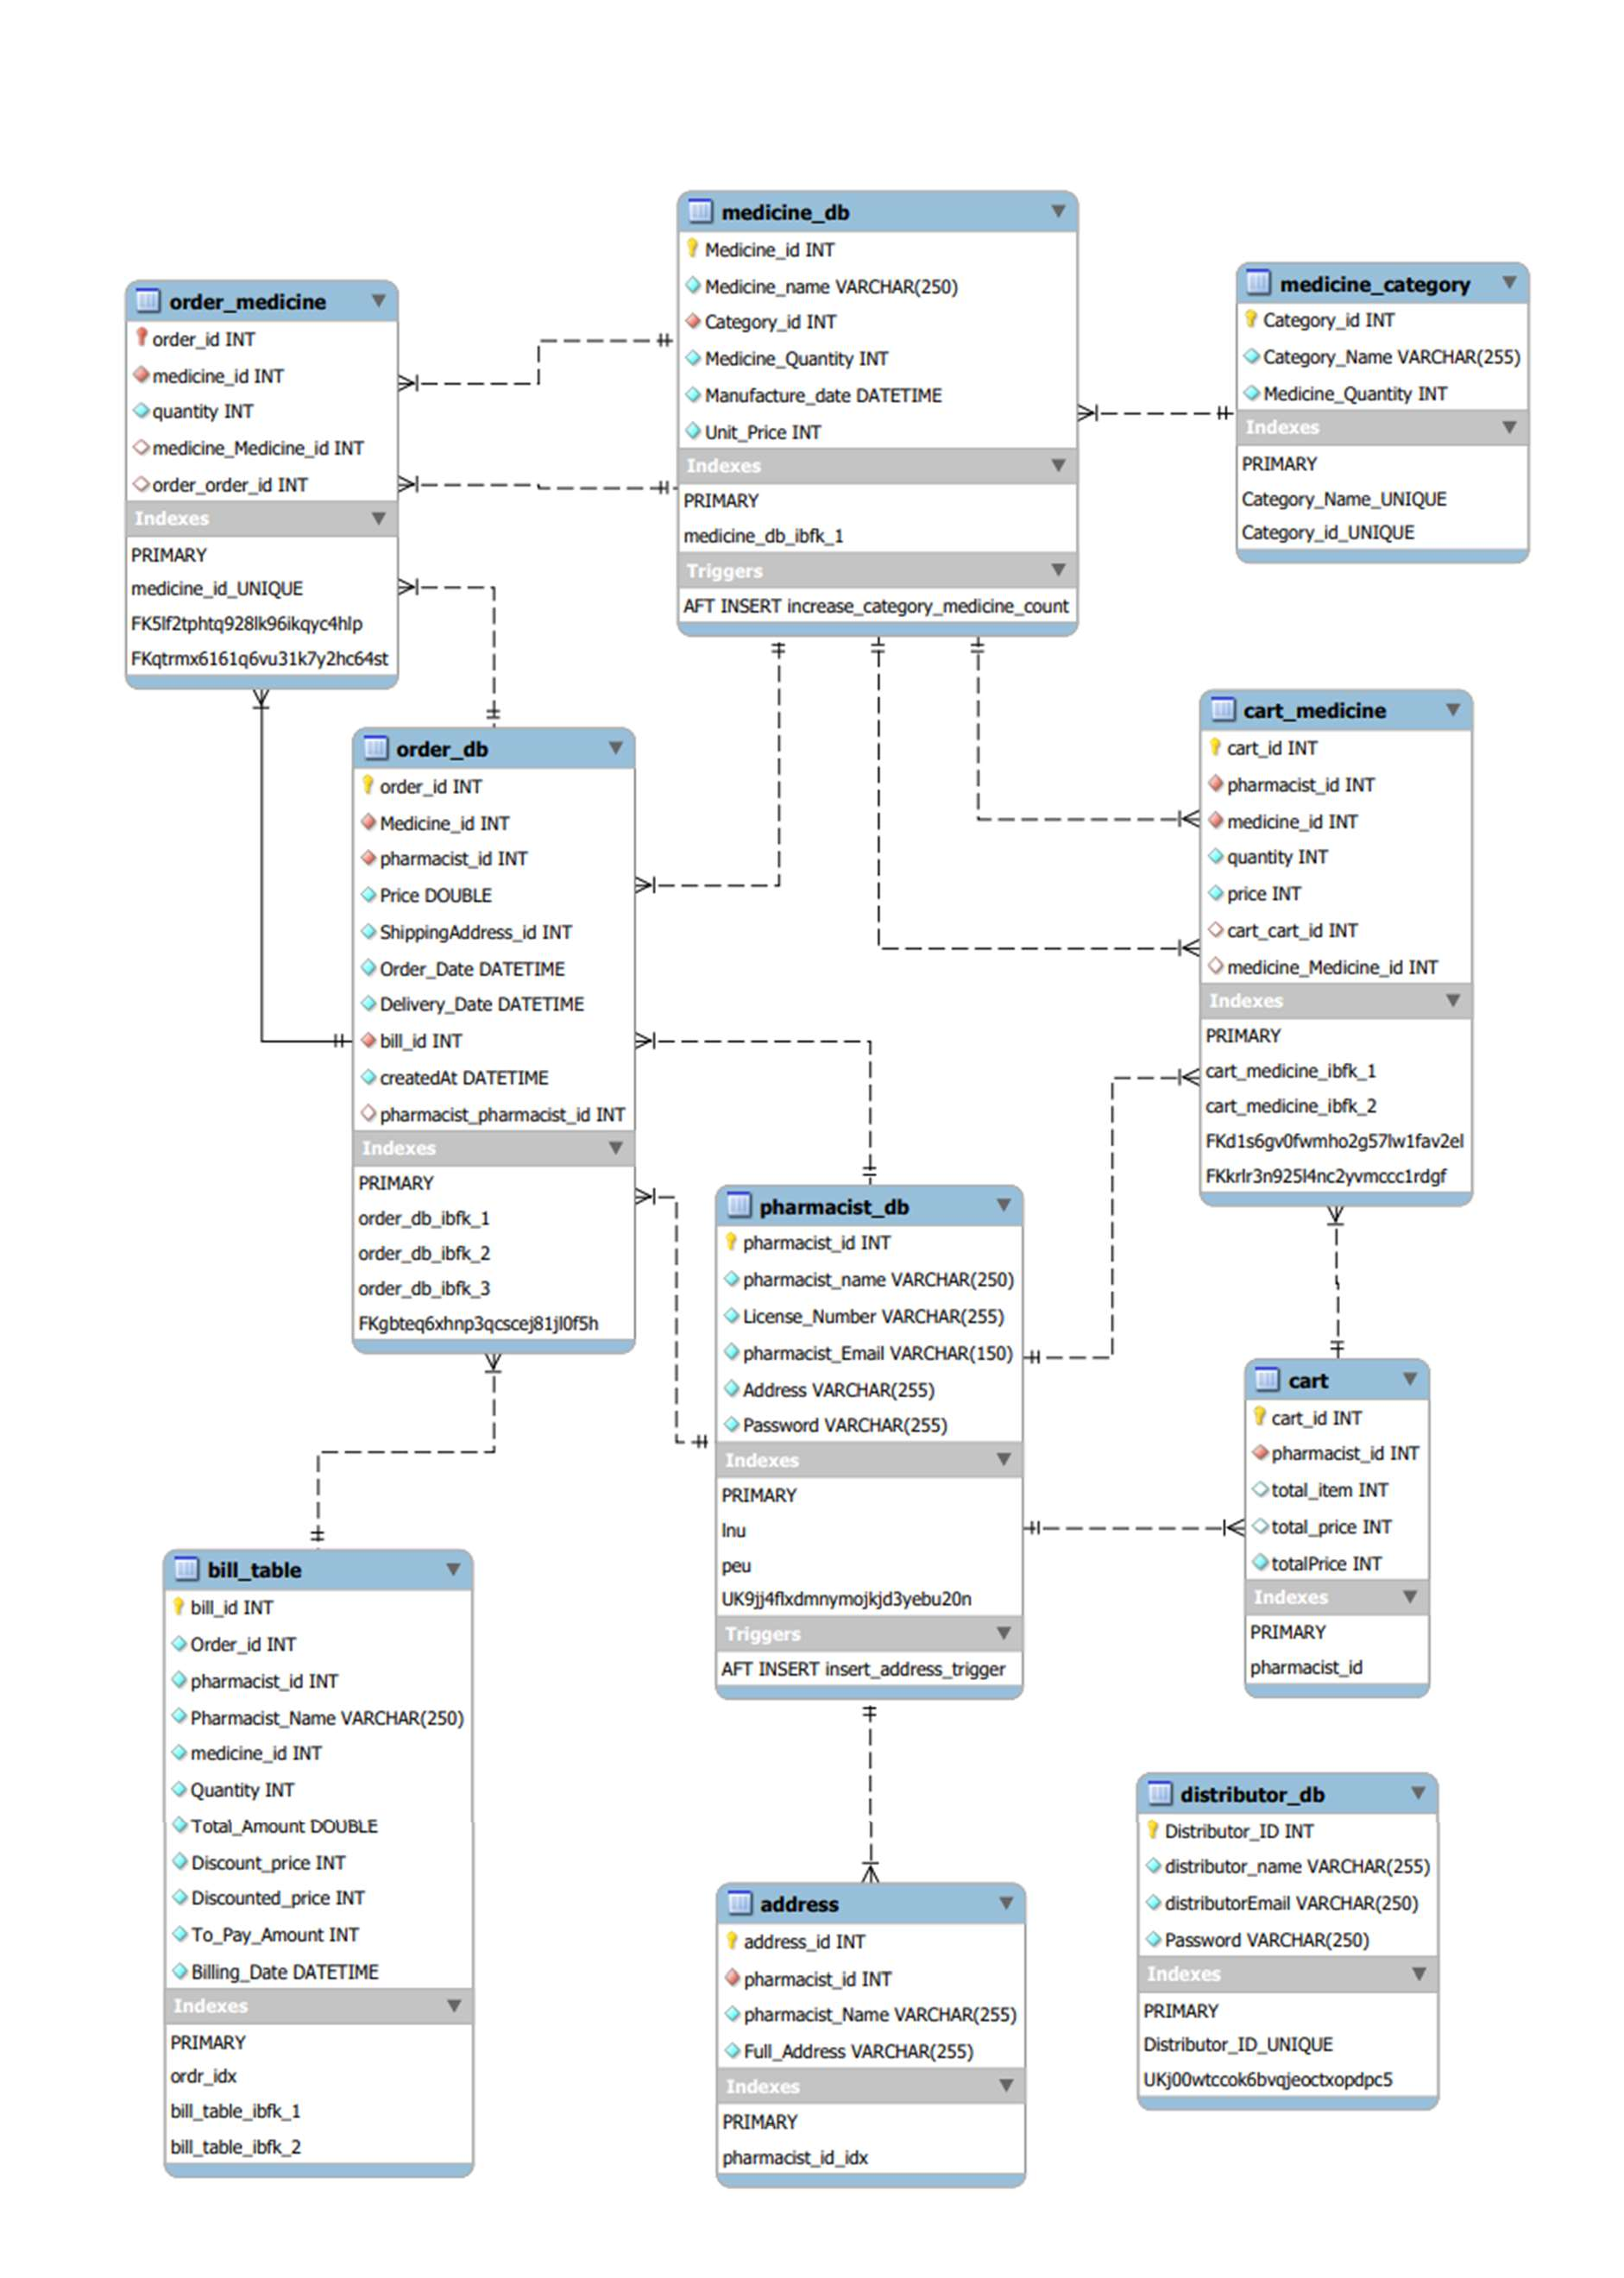 medicine_db
Medicine_id INT
Medicine_name VARCHAR(250)
Category_id INT
Medicine_Quantity INT
Manufacture_date DATETIME
Unit_Price INT
Indexes
PRIMARY
medicine_db_ibfk_1
Triggers
AFT INSERT increase_category_medicine_count
medicine_category
Category_id INT
Category_Name VARCHAR(255)
Medicine_Quantity INT
Indexes
PRIMARY
Category_Name_UNIQUE
Category_id_UNIQUE
order_medicine
order_id INT
medicine_id INT
quantity INT
medicine_Medicine_id INT
order_order_id INT
Indexes
PRIMARY
medicine_id_UNIQUE
FK5lf2tphtq928lk96ikqyc4hlp
FKqtrmx6161q6vu31k7y2hc64st
cart_medicine
cart_id INT
pharmacist_id INT
medicine_id INT
quantity INT
price INT
cart_cart_id INT
medicine_Medicine_id INT
Indexes
PRIMARY
cart_medicine_ibfk_1
cart_medicine_ibfk_2
FKd1s6gv0fwmho2g57lw1fav2el
FKkrlr3n925l4nc2yvmccc1rdgf
order_db
order_id INT
Medicine_id INT
pharmacist_id INT
Price DOUBLE
ShippingAddress_id INT
Order_Date DATETIME
Delivery_Date DATETIME
bill_id INT
createdAt DATETIME
pharmacist_pharmacist_id INT
Indexes
PRIMARY
order_db_ibfk_1
order_db_ibfk_2
order_db_ibfk_3
FKgbteq6xhnp3qcscej81jl0f5h
pharmacist_db
pharmacist_id INT
pharmacist_name VARCHAR(250)
License_Number VARCHAR(255)
pharmacist_Email VARCHAR(150)
Address VARCHAR(255)
Password VARCHAR(255)
Indexes
PRIMARY
lnu
peu
UK9jj4flxdmnymojkjd3yebu20n
Triggers
AFT INSERT insert_address_trigger
cart
cart_id INT
pharmacist_id INT
total_item INT
total_price INT
totalPrice INT
Indexes
PRIMARY
pharmacist_id
bill_table
bill_id INT
Order_id INT
pharmacist_id INT
Pharmacist_Name VARCHAR(250)
medicine_id INT
Quantity INT
Total_Amount DOUBLE
Discount_price INT
Discounted_price INT
To_Pay_Amount INT
Billing_Date DATETIME
Indexes
PRIMARY
ordr_idx
bill_table_ibfk_1
bill_table_ibfk_2
address
address_id INT
pharmacist_id INT
pharmacist_Name VARCHAR(255)
Full_Address VARCHAR(255)
Indexes
PRIMARY
pharmacist_id_idx
distributor_db
Distributor_ID INT
distributor_name VARCHAR(255)
distributorEmail VARCHAR(250)
Password VARCHAR(250)
Indexes
PRIMARY
Distributor_ID_UNIQUE
UKj00wtccok6bvqjeoctxopdpc5